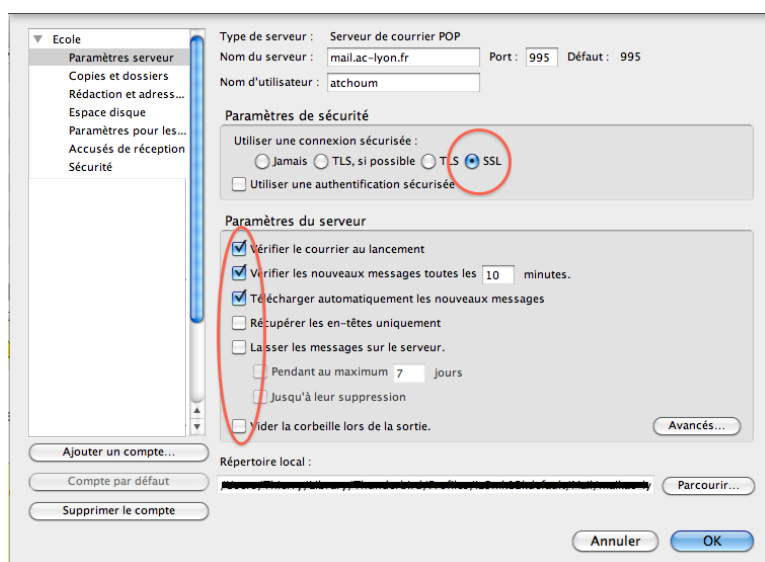 Ecole
Paramètres serveur
Copies et dossiers
Rédaction et adress...
Espace disque
Paramètres pour les...
Accusés de réception
Sécurité
Ajouter un compte...
Compte par défaut
Supprimer le compte
Type de serveur : Serveur de courrier POP
Nom du serveur : mail.ac-lyon.fr Port : 995 Défaut : 995
Nom d'utilisateur : atchoum
Paramètres de sécurité
Utiliser une connexion sécurisée :
Jamais TLS, si possible TLS SSL
Utiliser une authentification sécurisée
Paramètres du serveur
Vérifier le courrier au lancement
Vérifier les nouveaux messages toutes les 10 minutes.
Télécharger automatiquement les nouveaux messages
Récupérer les en-têtes uniquement
Laisser les messages sur le serveur.
Pendant au maximum 7 jours
Jusqu'à leur suppression
Vider la corbeille lors de la sortie.
Avancés...
Répertoire local :
Parcourir...
Annuler OK